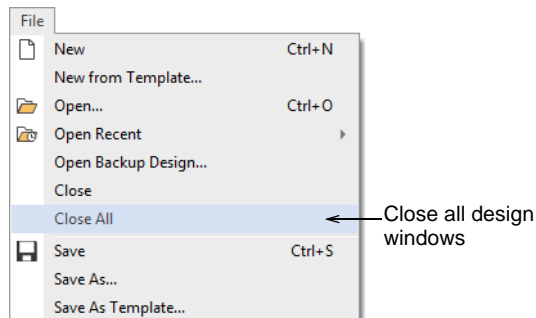 File
New Ctrl+N
New from Template...
Open... Ctrl+O
Open Recent
Open Backup Design...
Close
Close All
Close all design
windows
Save Ctrl+S
Save As...
Save As Template...